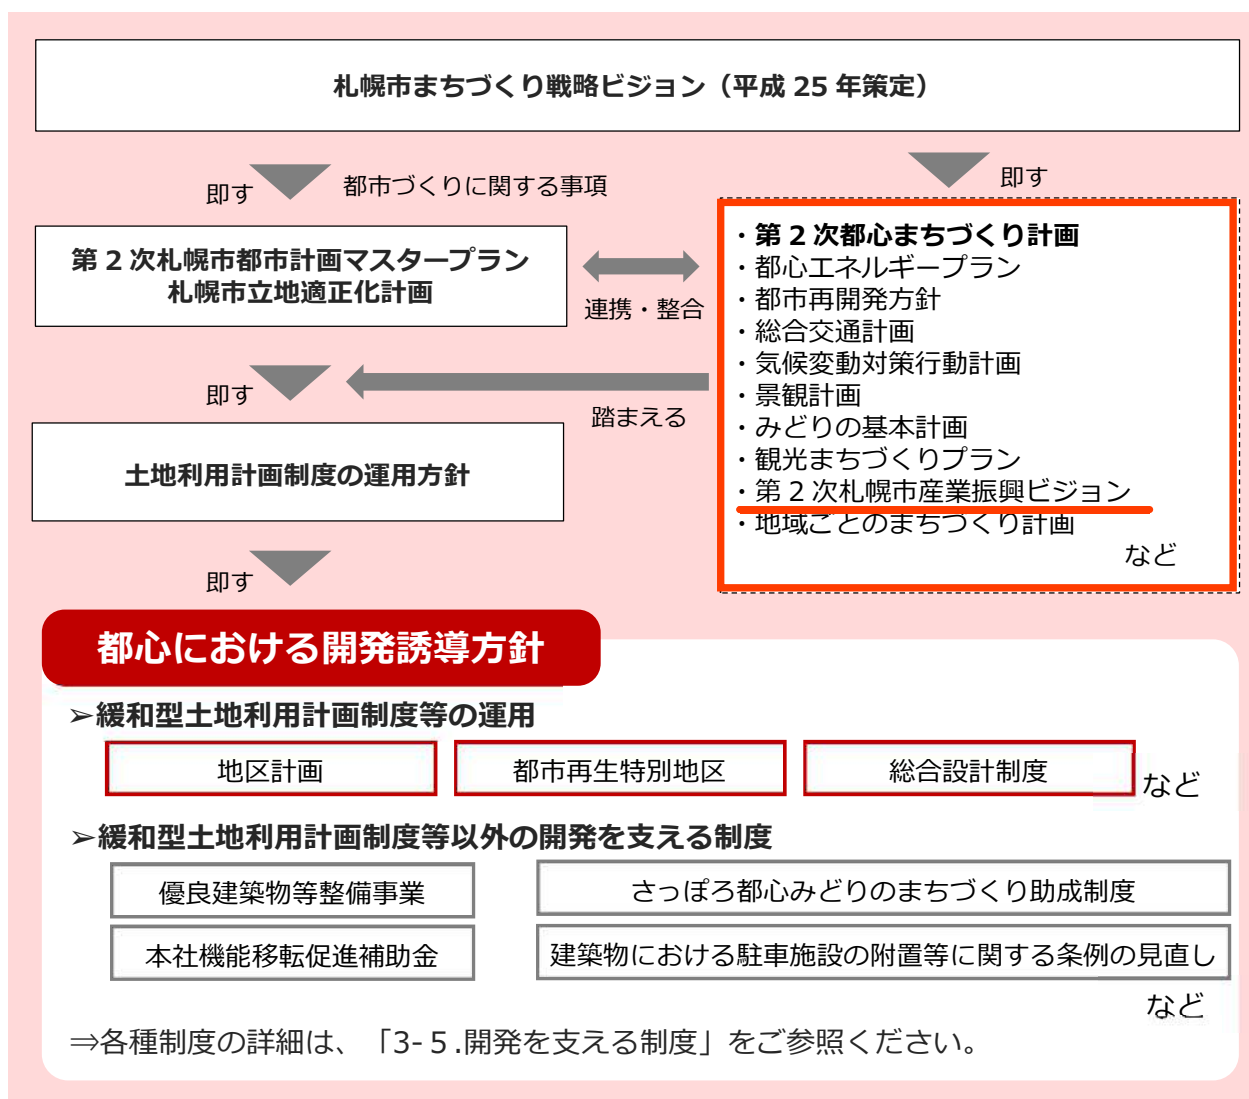 札幌市まちづくり戦略ビジョン（平成 25 年策定）
即す
都市づくりに関する事項
即す
第 2 次札幌市都市計画マスタープラン
札幌市立地適正化計画
連携・整合
・第 2 次都心まちづくり計画
・都心エネルギープラン
・都市再開発方針
・総合交通計画
・気候変動対策行動計画
・景観計画
・みどりの基本計画
・観光まちづくりプラン
・第 2 次札幌市産業振興ビジョン
・地域ごとのまちづくり計画
など
即す
踏まえる
土地利用計画制度の運用方針
即す
都心における開発誘導方針
➢緩和型土地利用計画制度等の運用
地区計画
都市再生特別地区
総合設計制度
など
➢緩和型土地利用計画制度等以外の開発を支える制度
優良建築物等整備事業
さっぽろ都心みどりのまちづくり助成制度
本社機能移転促進補助金
建築物における駐車施設の附置等に関する条例の見直し
など
⇒各種制度の詳細は、「3-５.開発を支える制度」をご参照ください。